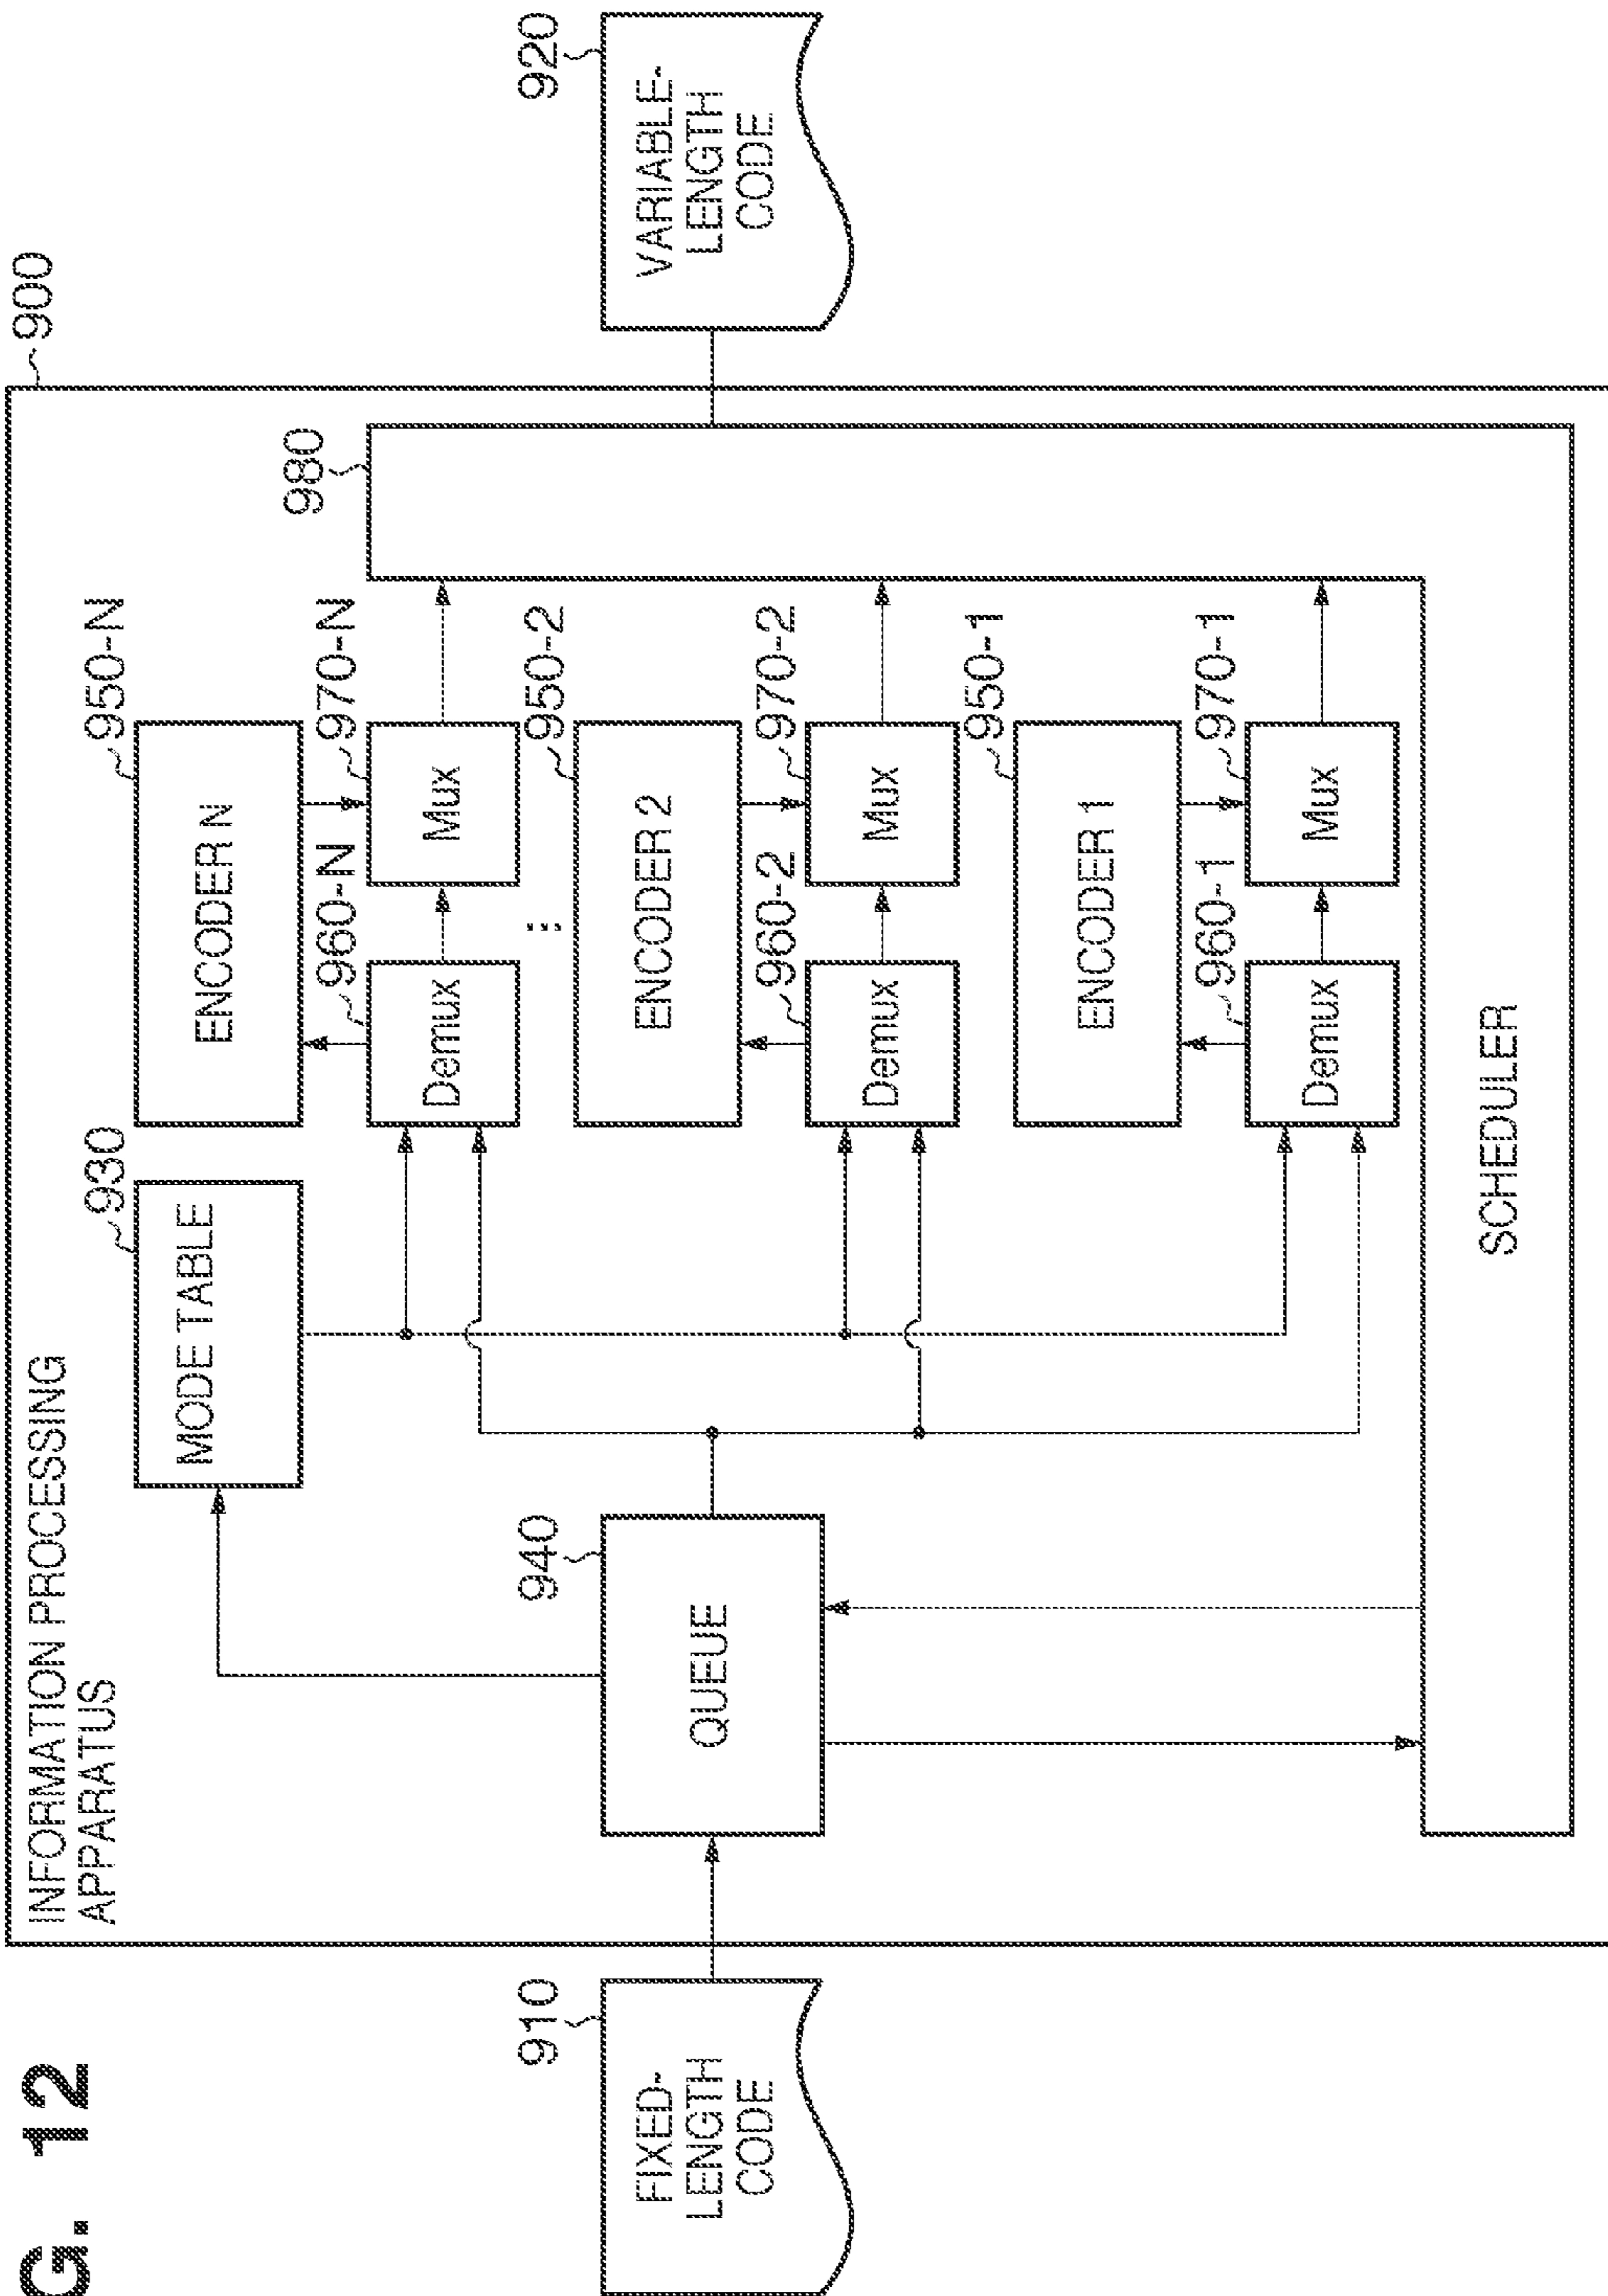 G. 12
INFORMATION PROCESSING
APPARATUS
900
910
FIXED-
LENGTH
CODE
920
VARIABLE-
LENGTH
CODE
930
MODE TABLE
940
QUEUE
950-N
ENCODER N
960-N
Demux
970-N
Mux
...
950-2
ENCODER 2
960-2
Demux
970-2
Mux
950-1
ENCODER 1
960-1
Demux
970-1
Mux
980
SCHEDULER